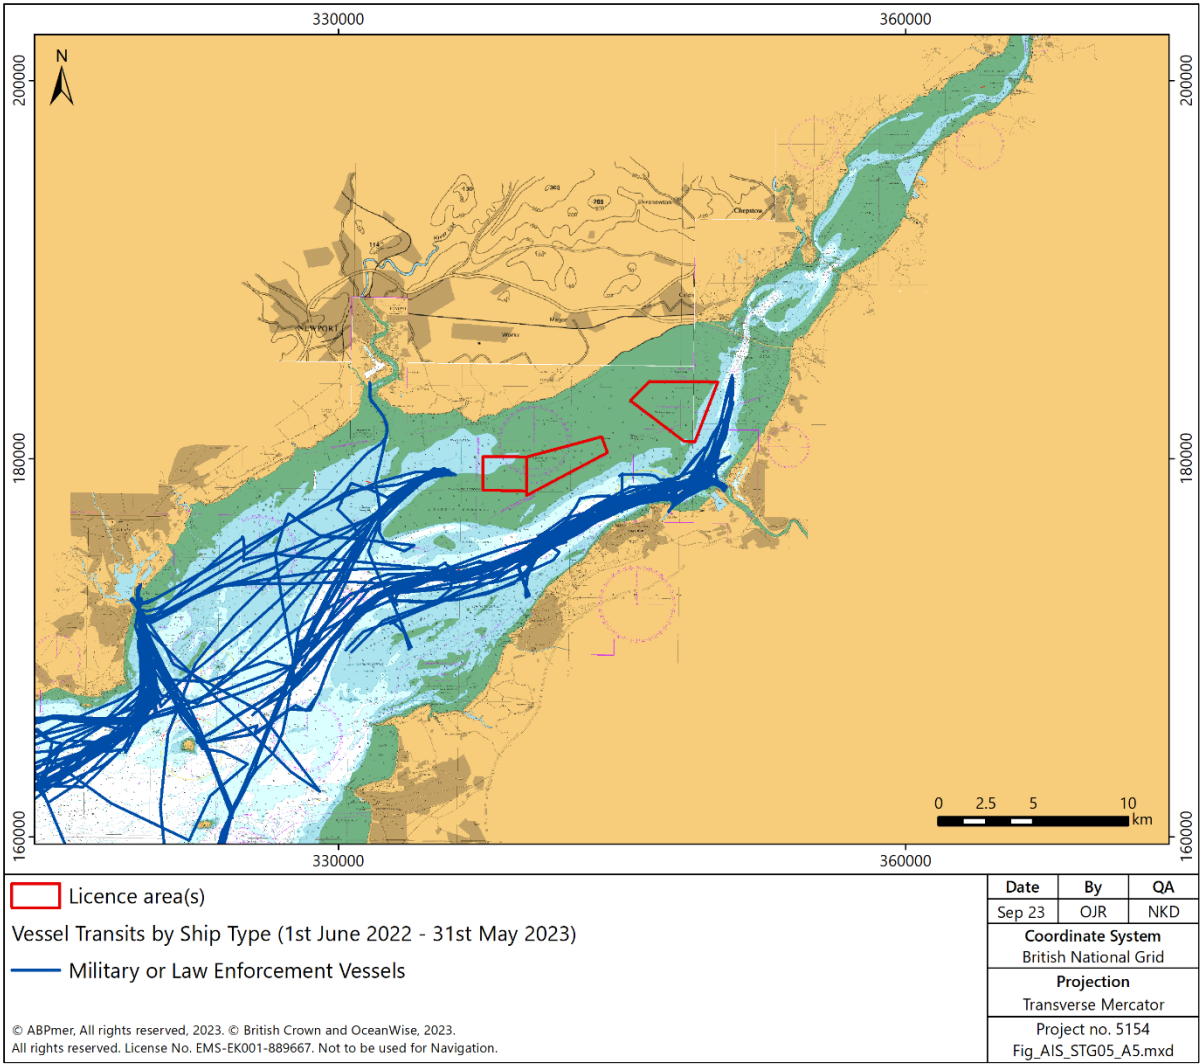 330000
360000
N
200000
200000
Chepstow
NEWPORT
180000
180000
0 2.5 5 10
km
160000
160000
330000
360000
Licence area(s)
Vessel Transits by Ship Type (1st June 2022 - 31st May 2023)
Military or Law Enforcement Vessels
© ABPmer, All rights reserved, 2023. © British Crown and OceanWise, 2023.
All rights reserved. License No. EMS-EK001-889667. Not to be used for Navigation.
Date By QA
Sep 23 OJR NKD
Coordinate System
British National Grid
Projection
Transverse Mercator
Project no. 5154
Fig_AIS_STG05_A5.mxd